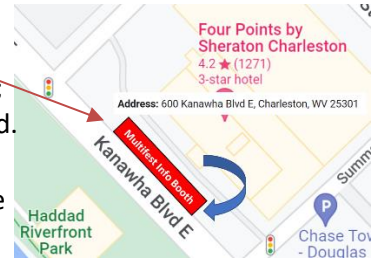 Four Points by
Sheraton Charleston
4.2 ★ (1271)
3-star hotel
Address: 600 Kanawha Blvd E, Charleston, WV 25301
d.
Multifest Info Booth
Kanawha Blvd E
Summ
e
Haddad
Riverfront
Park
P
Chase Tow
- Douglas